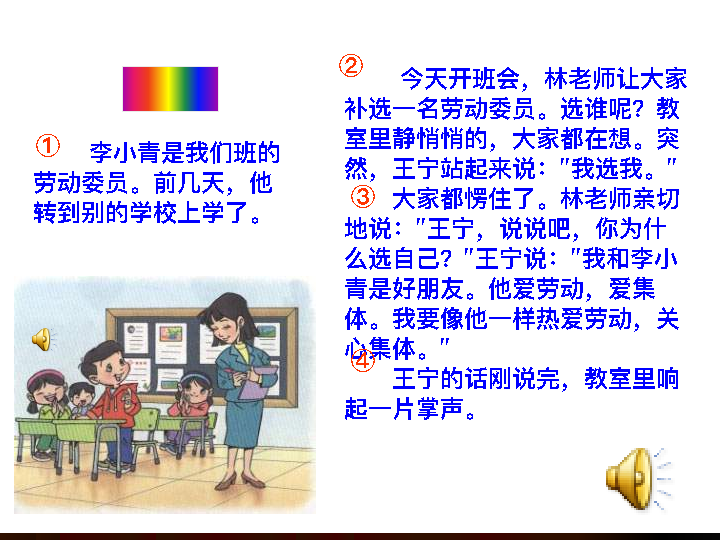 ①
李小青是我们班的
劳动委员。前几天，他
转到别的学校上学了。
②
今天开班会，林老师让大家
补选一名劳动委员。选谁呢？教
室里静悄悄的，大家都在想。突
然，王宁站起来说："我选我。"
③
大家都愣住了。林老师亲切
地说："王宁，说说吧，你为什
么选自己？"王宁说："我和李小
青是好朋友。他爱劳动，爱集
体。我要像他一样热爱劳动，关
心集体。"
④
王宁的话刚说完，教室里响
起一片掌声。